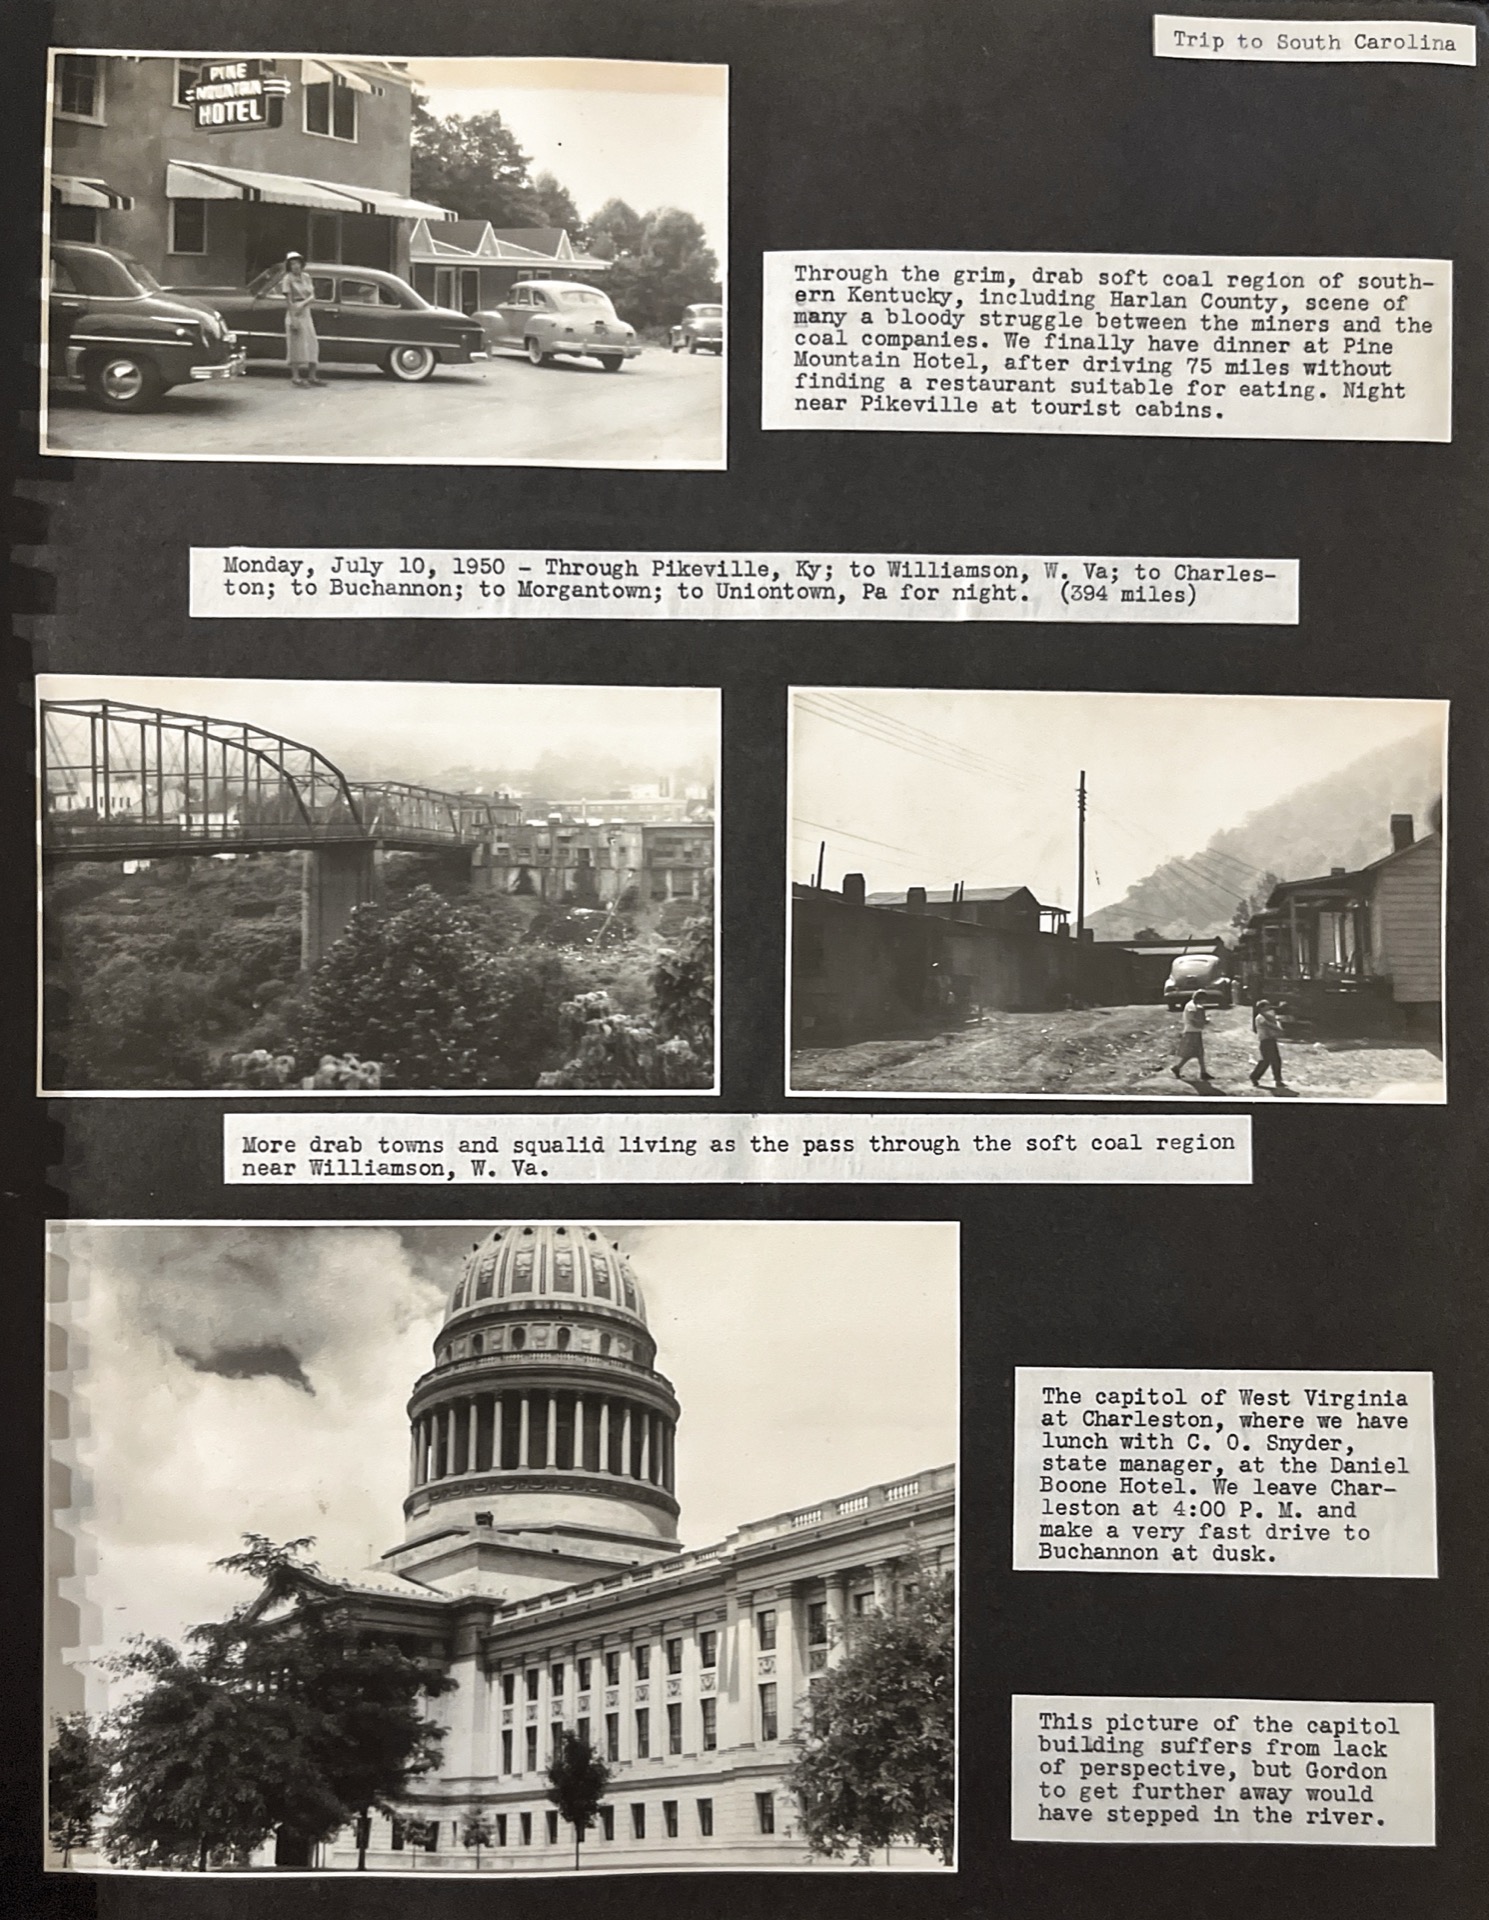 Trip to South Carolina
PINE
MOUNTAIN
HOTEL
Through the grim, drab soft coal region of south-
ern Kentucky, including Harlan County, scene of
many a bloody struggle between the miners and the
coal companies. We finally have dinner at Pine
Mountain Hotel, after driving 75 miles without
finding a restaurant suitable for eating. Night
near Pikeville at tourist cabins.
Monday, July 10, 1950 - Through Pikeville, Ky; to Williamson, W. Va; to Charles-
ton; to Buchannon; to Morgantown; to Uniontown, Pa for night. (394 miles)
More drab towns and squalid living as the pass through the soft coal region
near Williamson, W. Va.
The capitol of West Virginia
at Charleston, where we have
lunch with C. O. Snyder,
state manager, at the Daniel
Boone Hotel. We leave Char-
leston at 4:00 P. M. and
make a very fast drive to
Buchannon at dusk.
This picture of the capitol
building suffers from lack
of perspective, but Gordon
to get further away would
have stepped in the river.